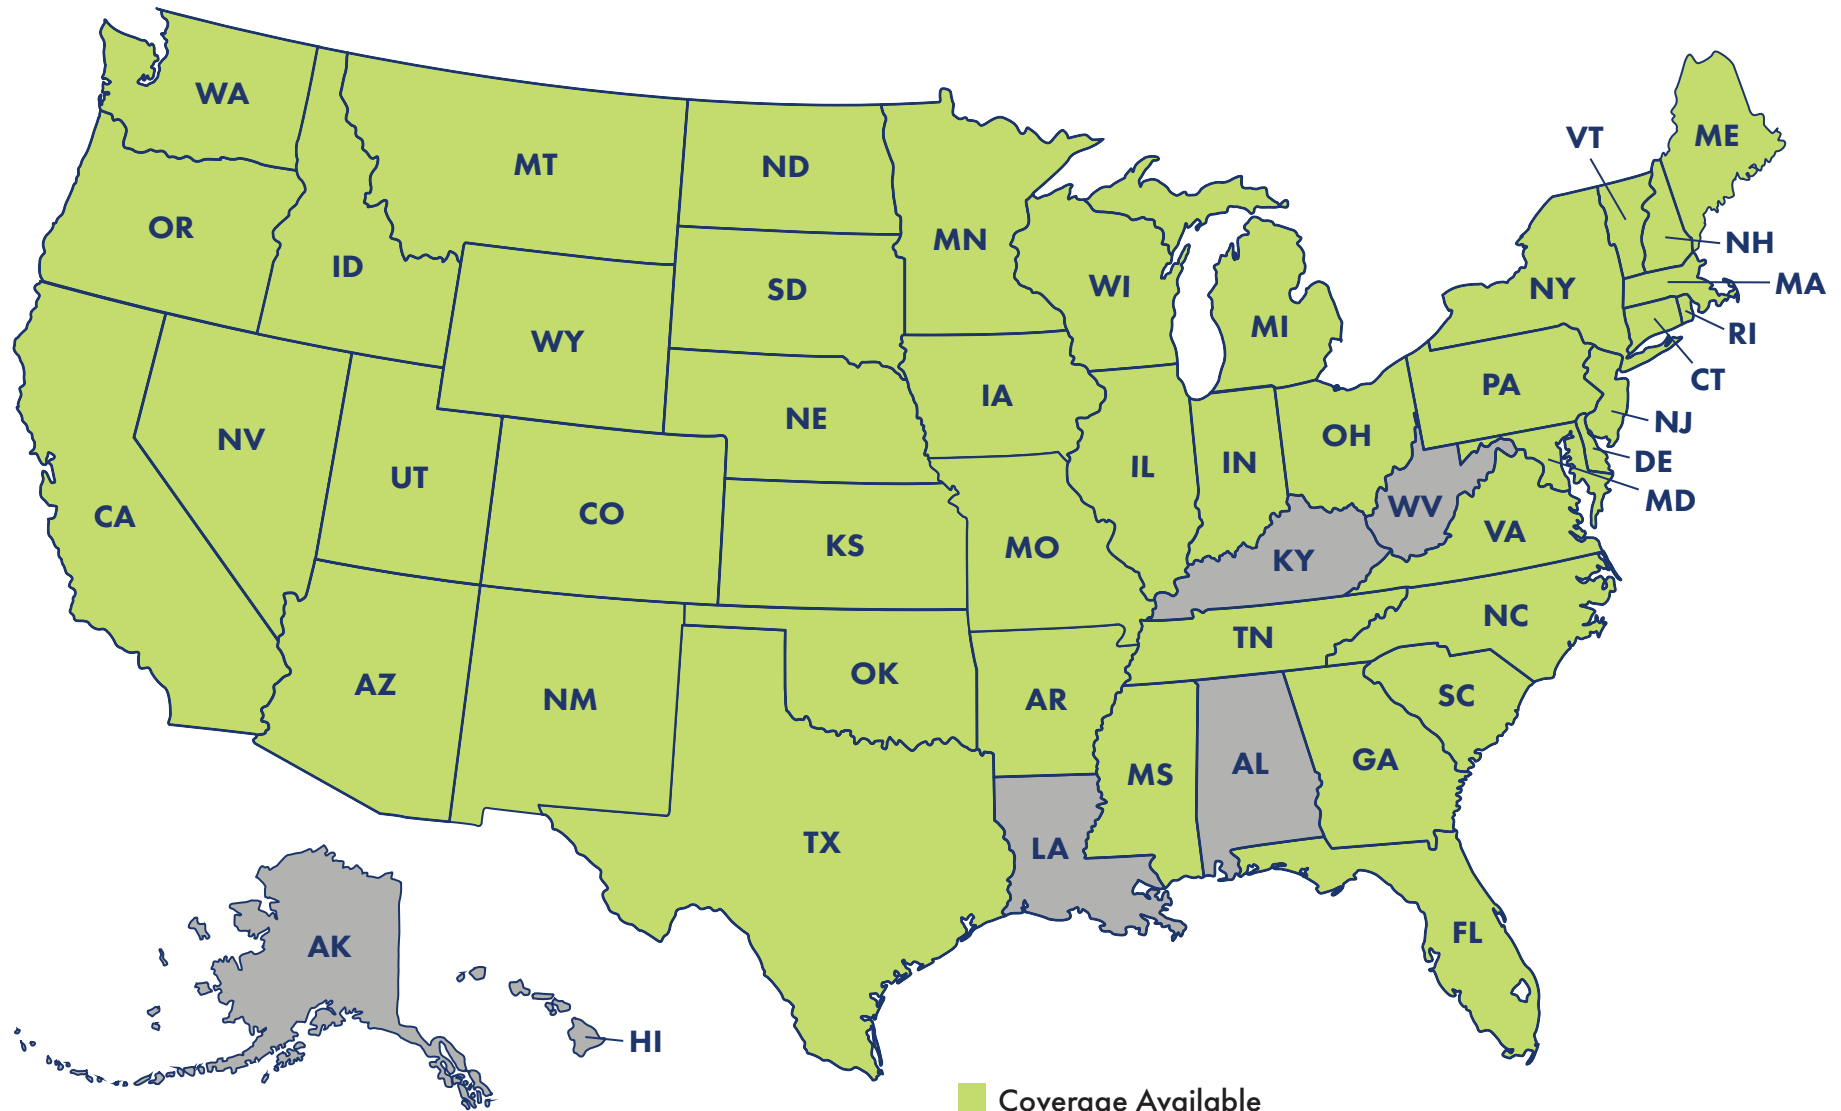 WA
MT
ND
MN
VT
ME
OR
ID
SD
WI
MI
NY
NH
MA
RI
CT
WY
IA
NE
PA
NJ
DE
MD
NV
UT
CO
CA
KS
MO
IL
IN
OH
WV
VA
KY
AZ
NM
OK
AR
TN
NC
SC
TX
LA
MS
AL
GA
FL
AK
HI
Coverage Available